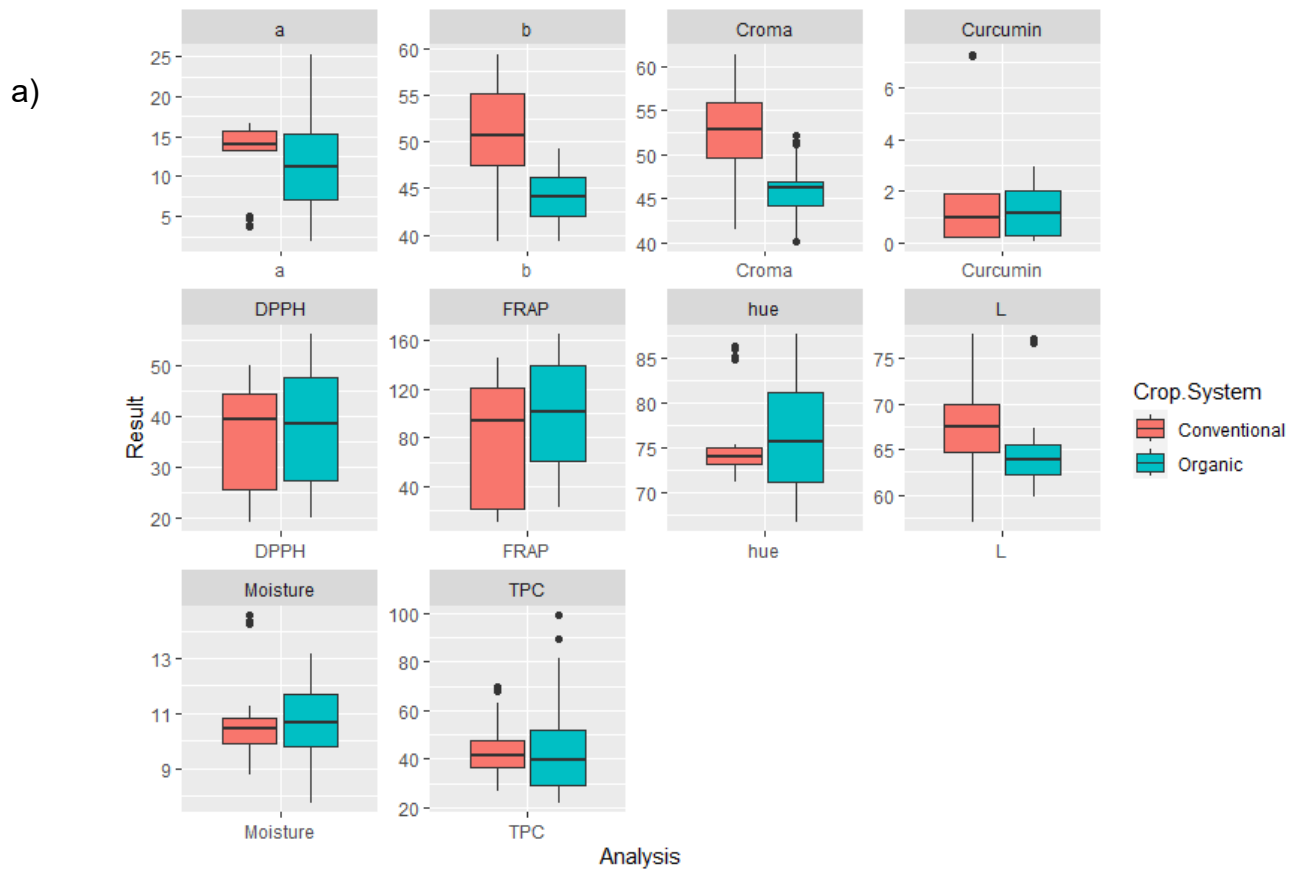 a)
a
b
Croma
Curcumin
25
20
15
10
5
60
55
50
45
40
60
55
50
45
40
6
4
2
0
a
b
Croma
Curcumin
DPPH
FRAP
hue
L
50
40
30
20
160
120
80
40
85
80
75
70
75
70
65
60
DPPH
FRAP
hue
L
Result
Crop.System
Conventional
Organic
Moisture
TPC
13
11
9
100
80
60
40
20
Moisture
TPC
Analysis